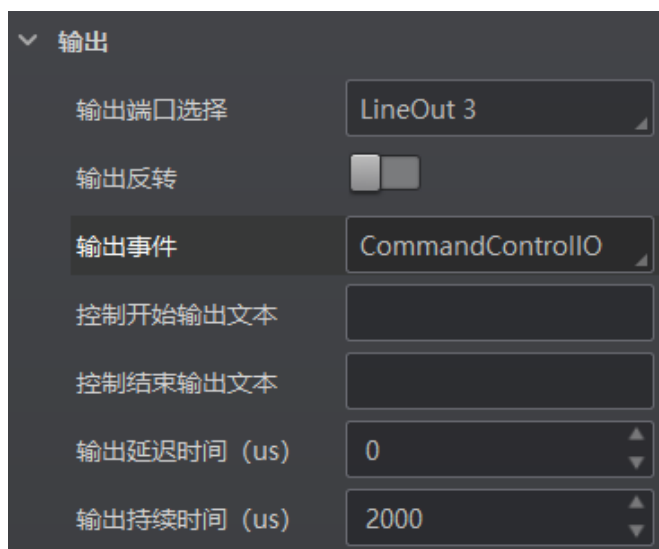 输出
输出端口选择 LineOut 3
输出反转
输出事件 CommandControlIO
控制开始输出文本
控制结束输出文本
输出延迟时间（us） 0
输出持续时间（us） 2000